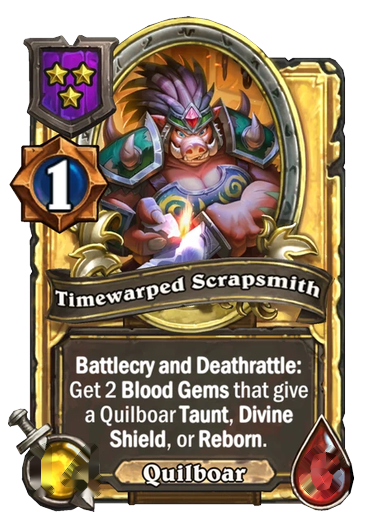 1
Timewarped Scrapsmith
Battlecry and Deathrattle:
Get 2 Blood Gems that give
a Quilboar Taunt, Divine
Shield, or Reborn.
Quilboar